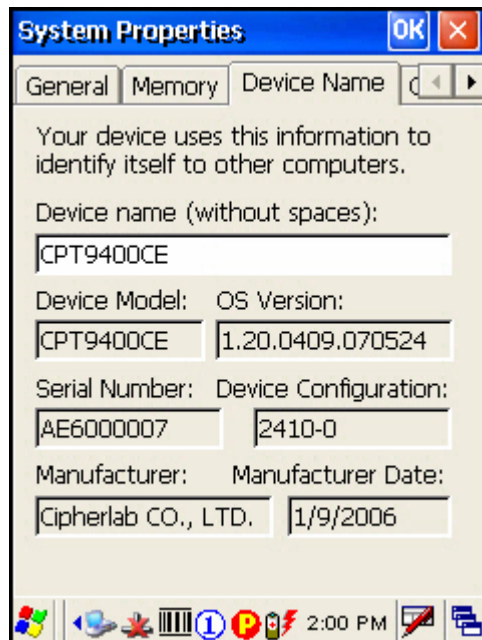 System Properties OK
General Memory Device Name
Your device uses this information to
identify itself to other computers.
Device name (without spaces):
CPT9400CE
Device Model: OS Version:
CPT9400CE 1.20.0409.070524
Serial Number: Device Configuration:
AE6000007 2410-0
Manufacturer: Manufacturer Date:
Cipherlab CO., LTD. 1/9/2006
1 P 2:00 PM